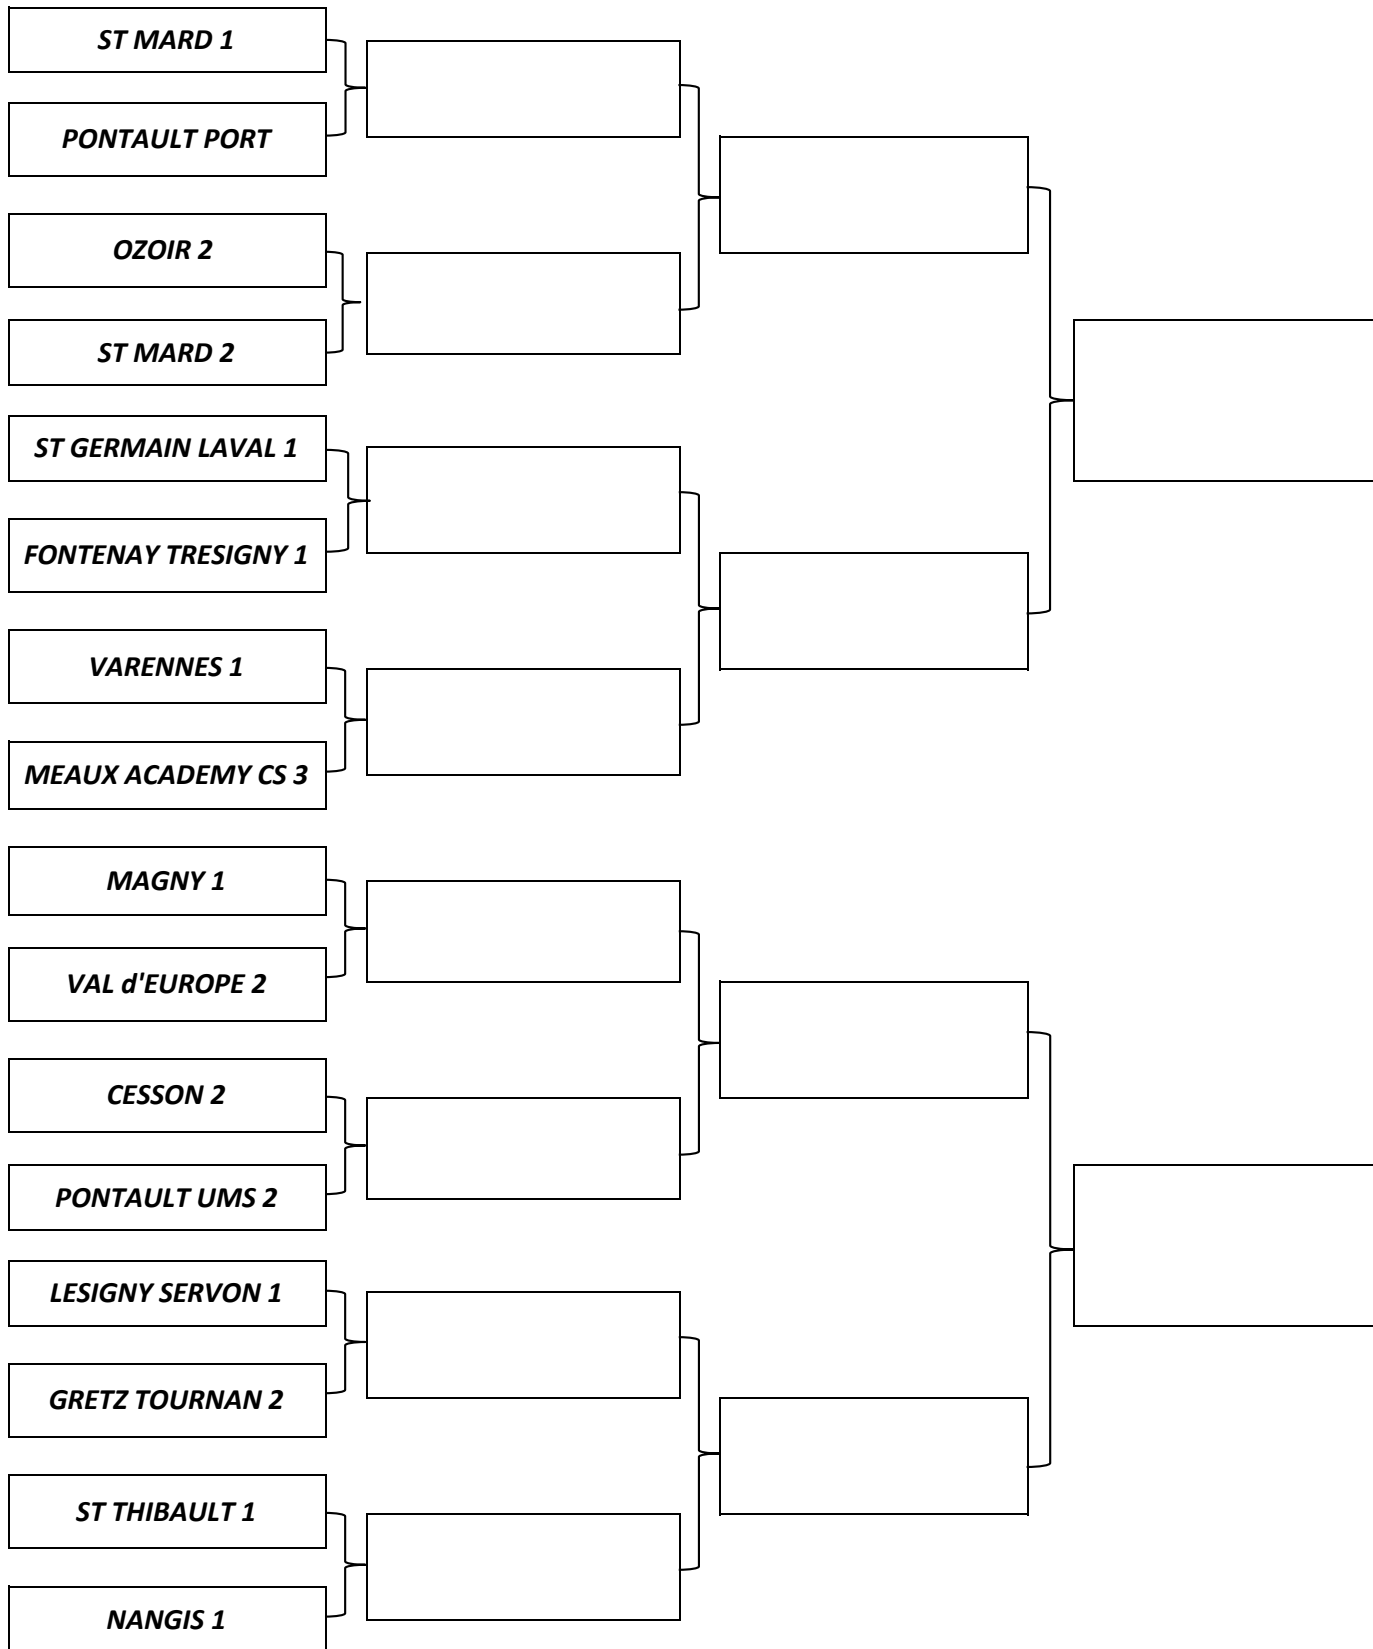 ST MARD 1
PONTAULT PORT
OZOIR 2
ST MARD 2
ST GERMAIN LAVAL 1
FONTENAY TRESIGNY 1
VARENNES 1
MEAUX ACADEMY CS 3
MAGNY 1
VAL d'EUROPE 2
CESSON 2
PONTAULT UMS 2
LESIGNY SERVON 1
GRETZ TOURNAN 2
ST THIBAULT 1
NANGIS 1